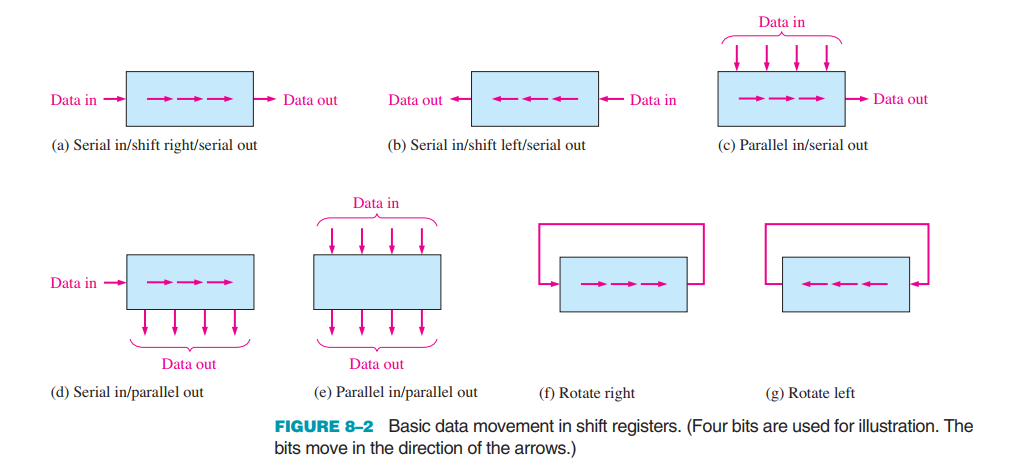 Data in
Data in
Data out
Data out
Data in
Data out
(a) Serial in/shift right/serial out
(b) Serial in/shift left/serial out
(c) Parallel in/serial out
Data in
Data in
Data out
Data out
(d) Serial in/parallel out
(e) Parallel in/parallel out
(f) Rotate right
(g) Rotate left
FIGURE 8–2 Basic data movement in shift registers. (Four bits are used for illustration. The
bits move in the direction of the arrows.)